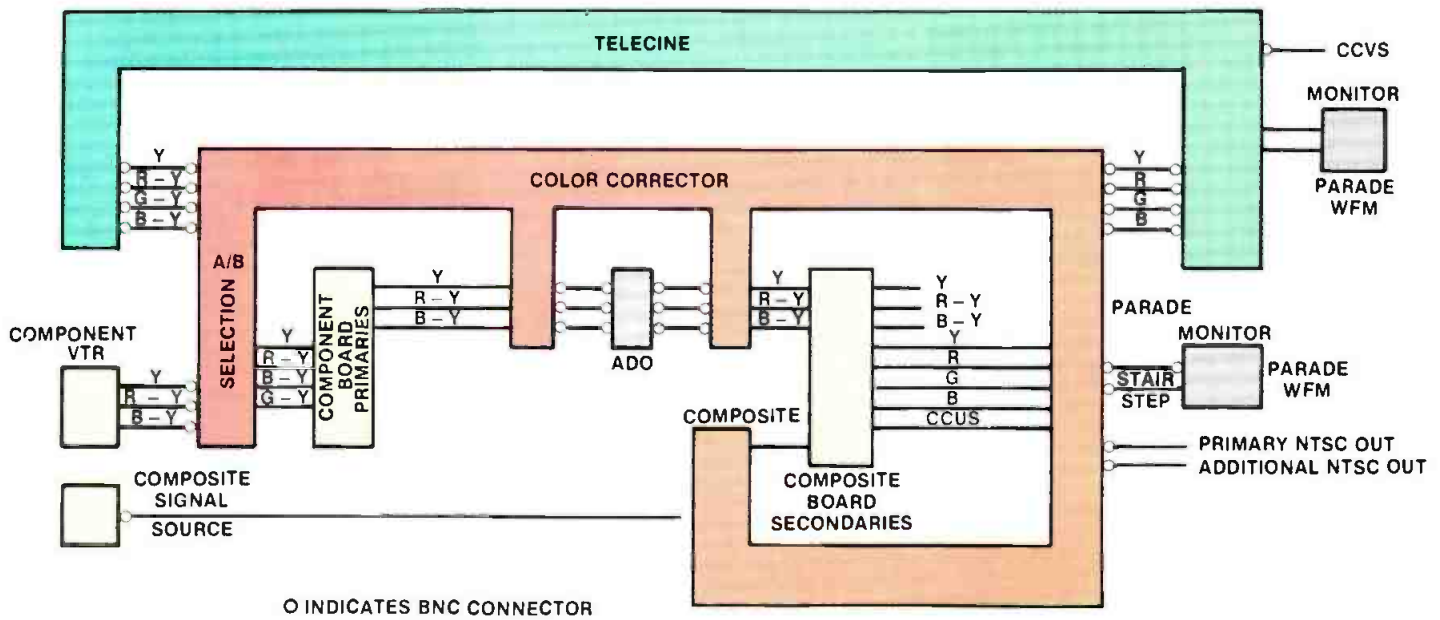 TELECINE
CCVS
MONITOR
PARADE
WFM
Y
R – Y
G – Y
B – Y
COLOR CORRECTOR
Y
R
G
B
A/B
SELECTION
COMPONENT
VTR
Y
R – Y
B – Y
Y
R – Y
B – Y
G – Y
COMPONENT
BOARD
PRIMARIES
Y
R – Y
B – Y
ADO
Y
R – Y
B – Y
Y
R – Y
B – Y
Y
R
G
B
CCUS
COMPOSITE
COMPOSITE
BOARD
SECONDARIES
PARADE
MONITOR
STAIR
STEP
PARADE
WFM
PRIMARY NTSC OUT
ADDITIONAL NTSC OUT
COMPOSITE
SIGNAL
SOURCE
O INDICATES BNC CONNECTOR